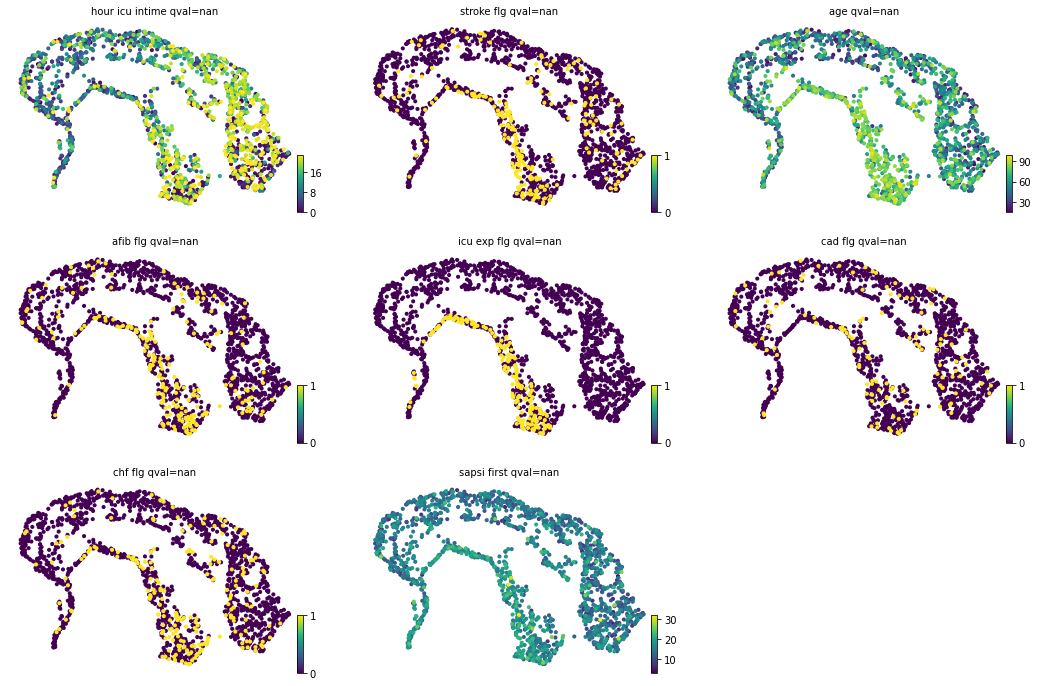 hour icu intime qval=nan
16
8
0
stroke flg qval=nan
1
0
age qval=nan
90
60
30
afib flg qval=nan
1
0
icu exp flg qval=nan
1
0
cad flg qval=nan
1
0
chf flg qval=nan
1
0
sapsi first qval=nan
30
20
10